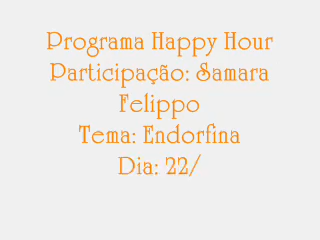 Programa Happy Hour
Participação: Samara
Felippo
Tema: Endorfina
Dia: 22/